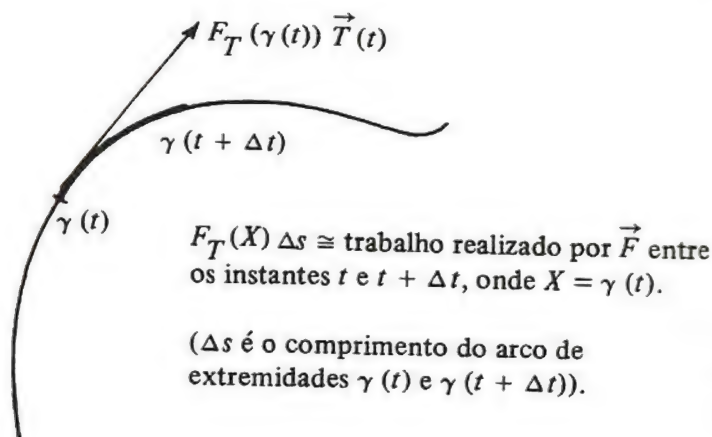 F_T (γ(t)) T⃗(t)
γ (t + Δt)
γ (t)
F_T(X) Δs ≅ trabalho realizado por F⃗ entre
os instantes t e t + Δt, onde X = γ (t).
(Δs é o comprimento do arco de
extremidades γ (t) e γ (t + Δt)).